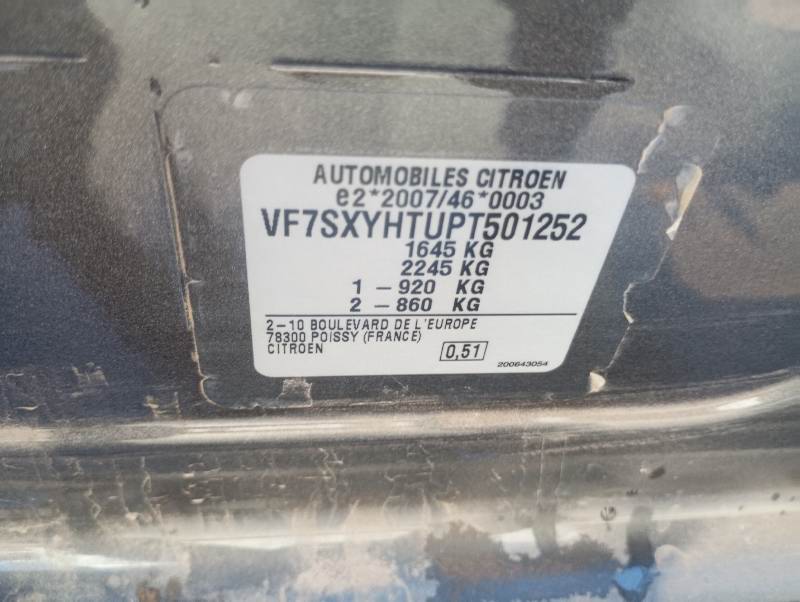 AUTOMOBILES CITROEN
e2*2007/46*0003
VF7SXYHTUPT501252
1645 KG
2245 KG
1 – 920 KG
2 – 860 KG
2–10 BOULEVARD DE L'EUROPE
78300 POISSY (FRANCE)
CITROEN
0,51
200643054